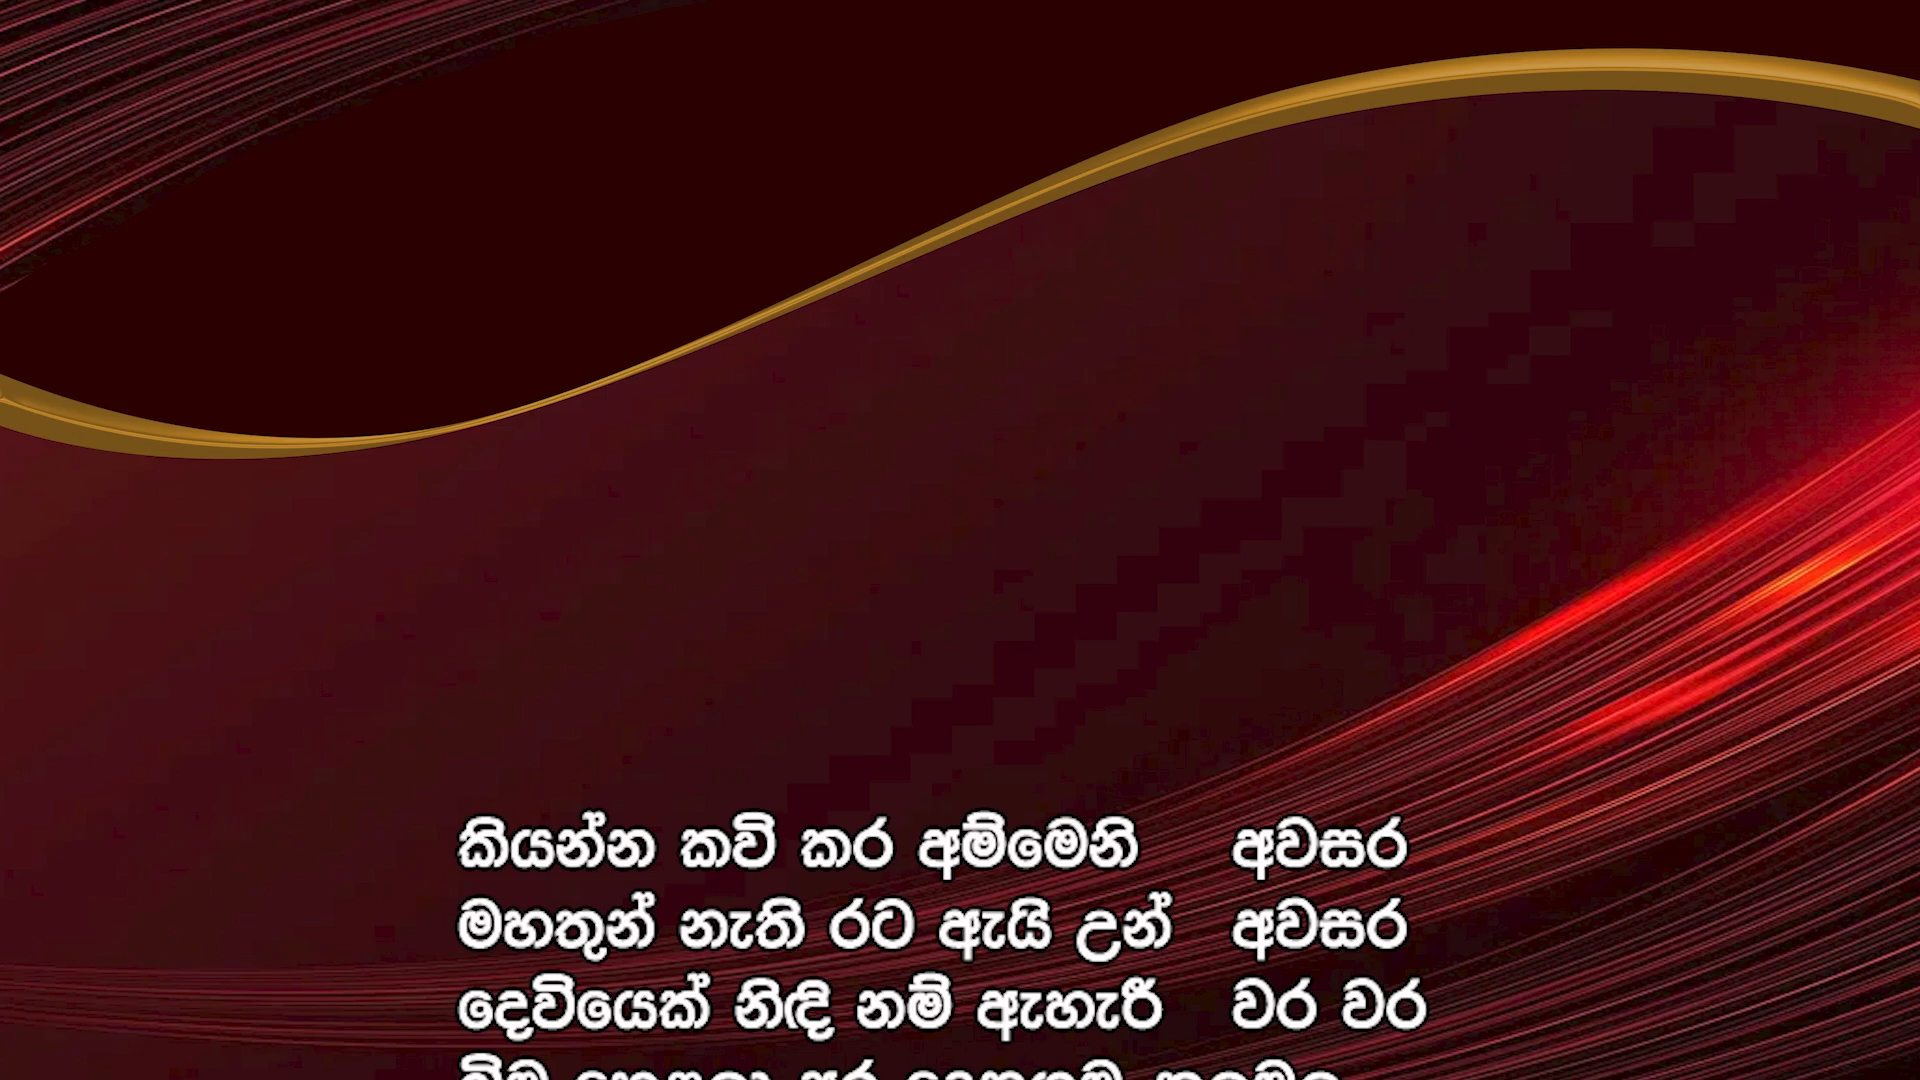 කියන්න කවි කර අම්මෙනි අවසර
මහතුන් නැති රට ඇයි උන් අවසර
දෙවියෙක් නිඳි නම් ඇහැරී වර වර